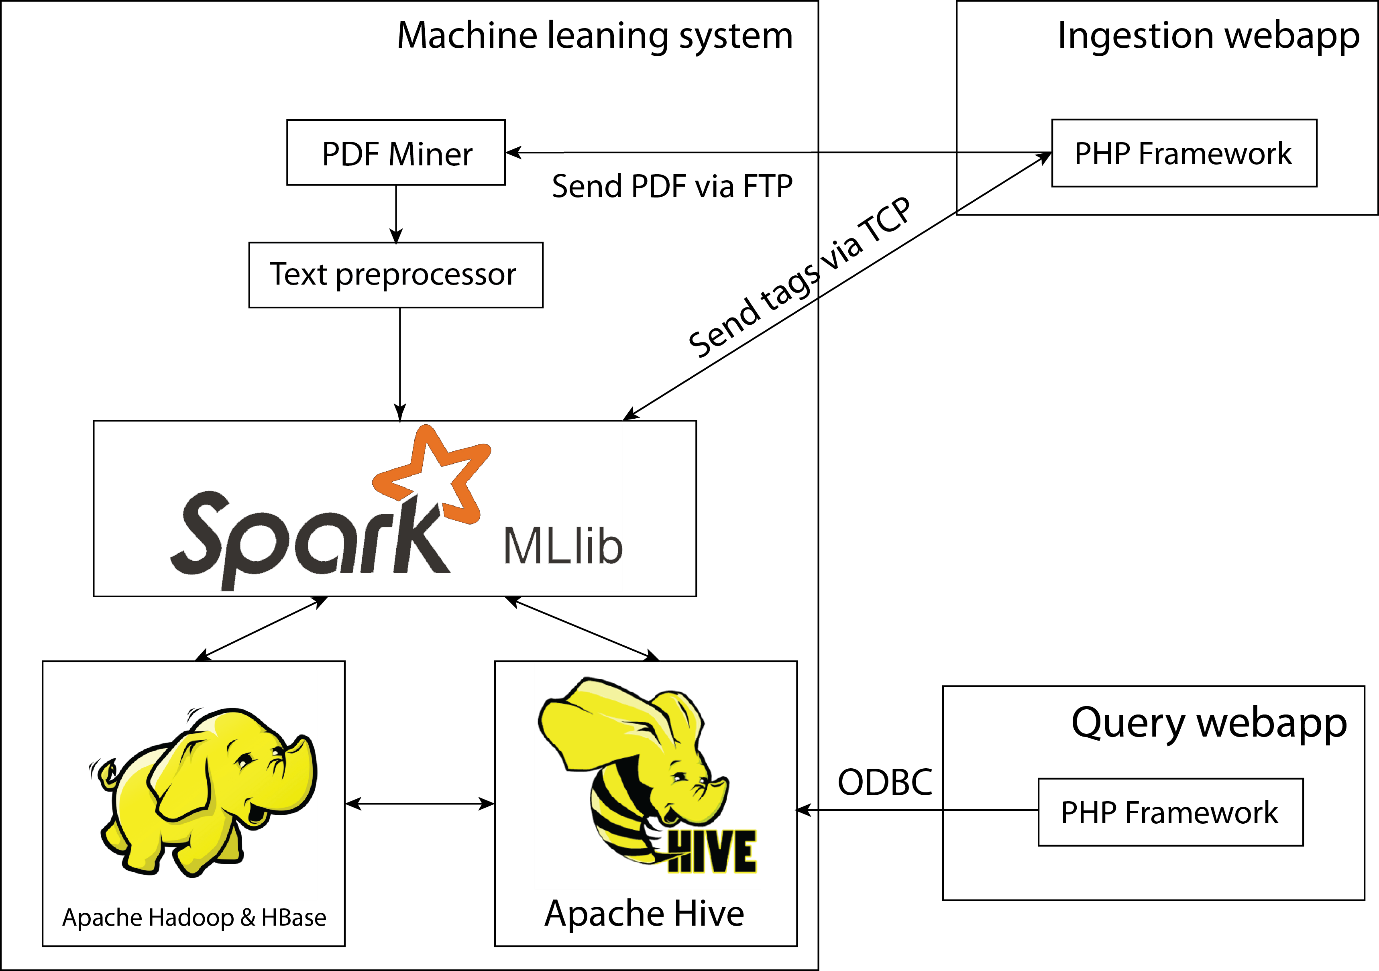 Machine leaning system
Ingestion webapp
PDF Miner
PHP Framework
Send PDF via FTP
Send tags via TCP
Text preprocessor
Spark MLlib
Query webapp
ODBC
PHP Framework
HIVE
Apache Hadoop & HBase
Apache Hive